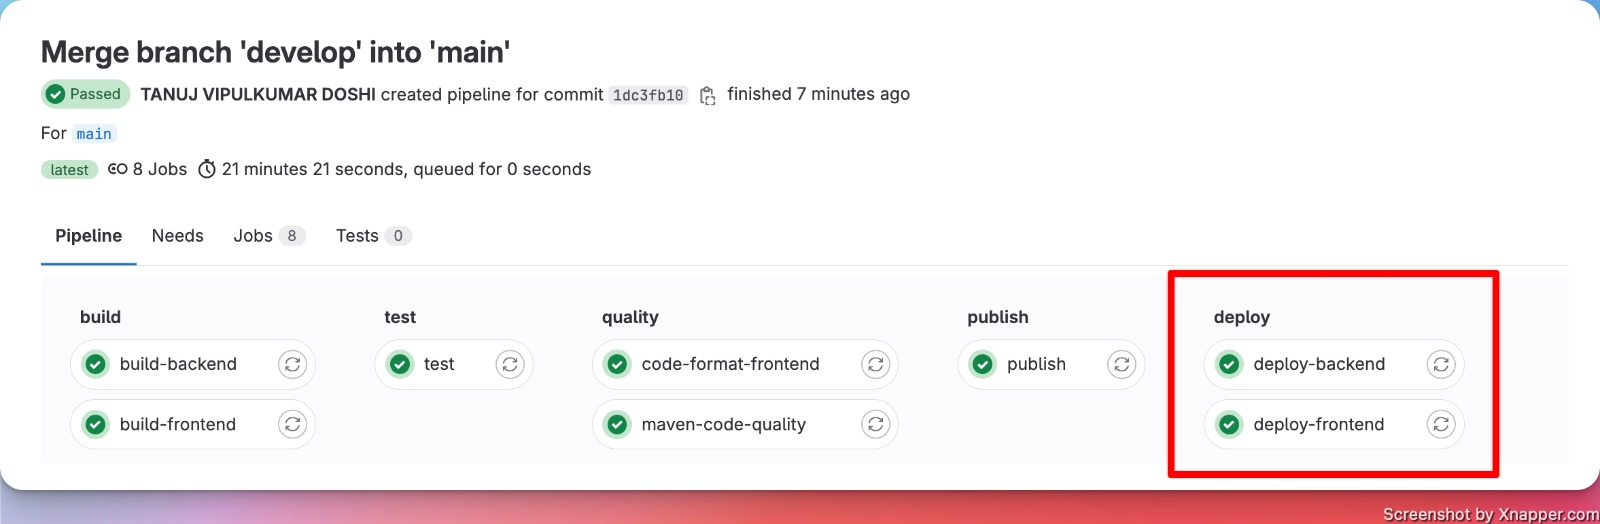 Merge branch 'develop' into 'main'
Passed TANUJ VIPULKUMAR DOSHI created pipeline for commit 1dc3fb10 finished 7 minutes ago
For main
latest 8 Jobs 21 minutes 21 seconds, queued for 0 seconds
Pipeline Needs Jobs 8 Tests 0
build test quality publish deploy
build-backend test code-format-frontend publish deploy-backend
build-frontend maven-code-quality deploy-frontend
Screenshot by Xnapper.com